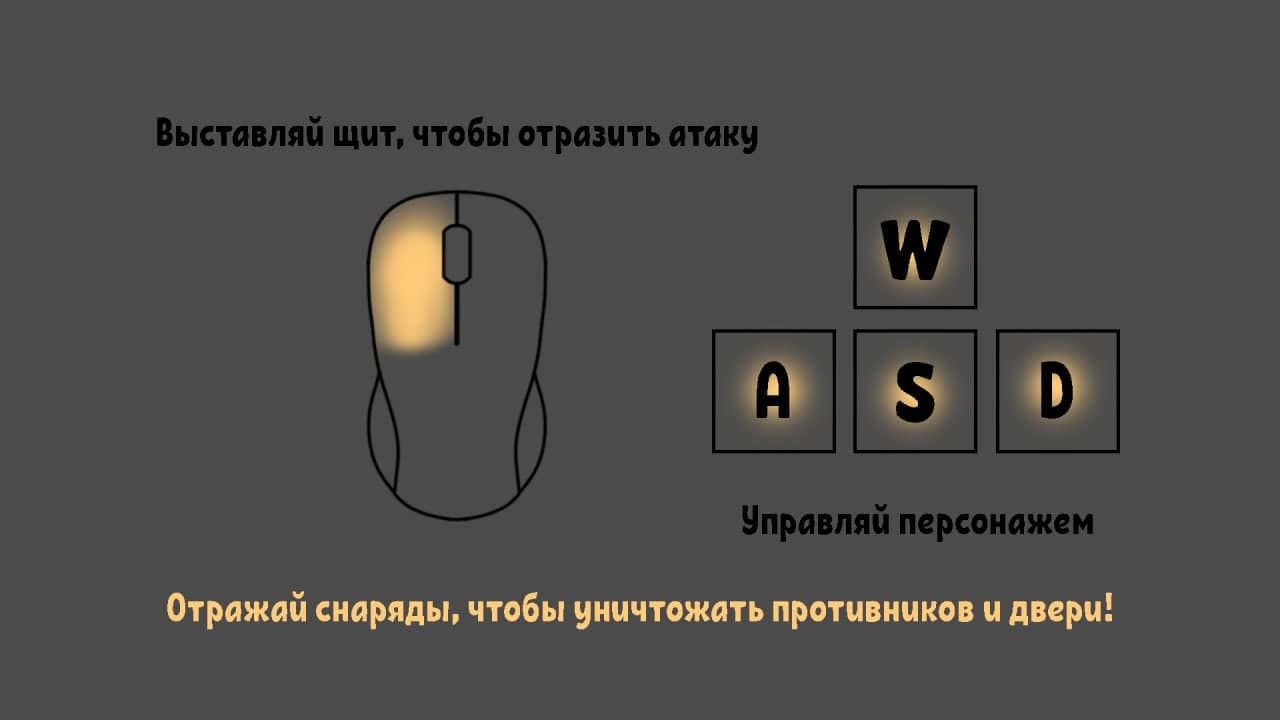 Выставляй щит, чтобы отразить атаку
W
A S D
Управляй персонажем
Отражай снаряды, чтобы уничтожать противников и двери!